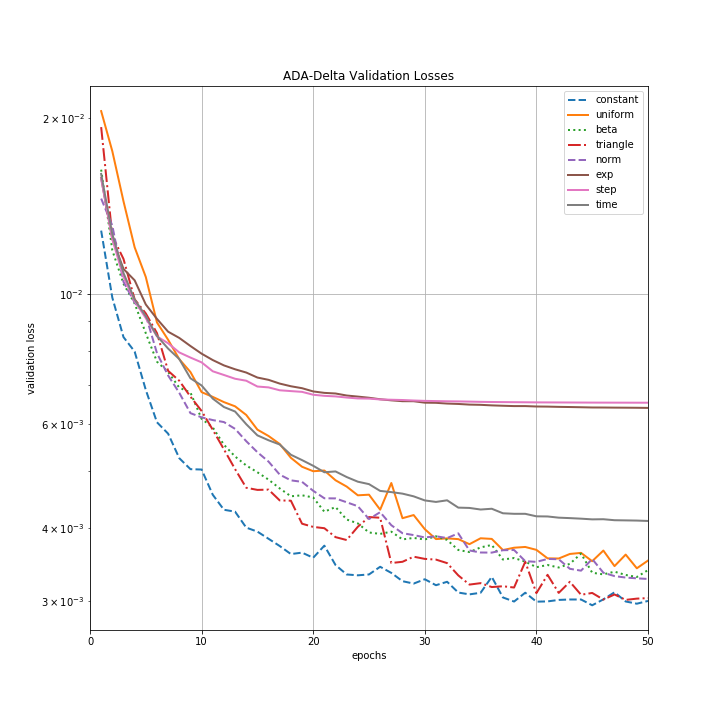 ADA-Delta Validation Losses
2 × 10⁻²
10⁻²
6 × 10⁻³
4 × 10⁻³
3 × 10⁻³
validation loss
constant
uniform
beta
triangle
norm
exp
step
time
0 10 20 30 40 50
epochs